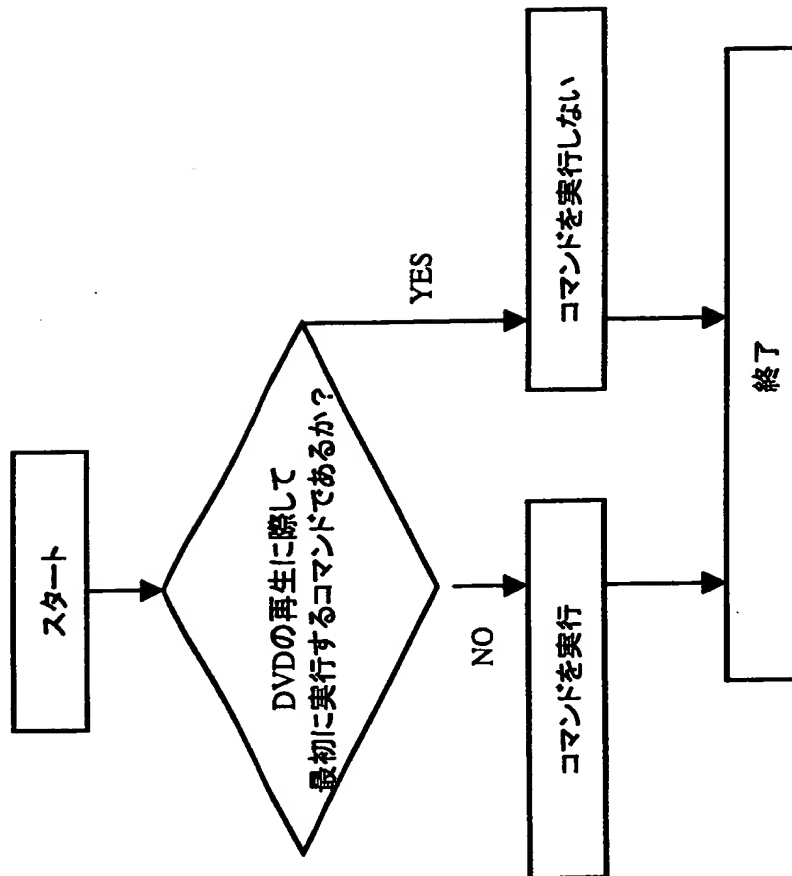 スタート
DVDの再生に際して
最初に実行するコマンドであるか？
NO
YES
コマンドを実行
コマンドを実行しない
終了